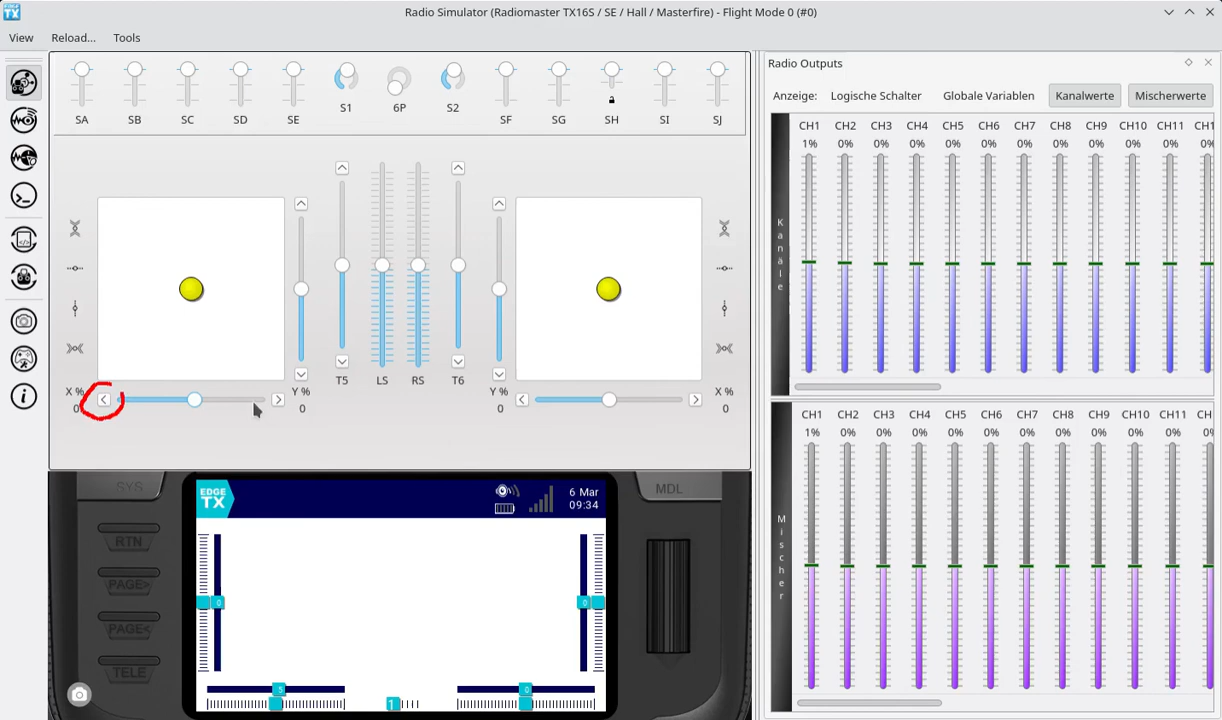 Radio Simulator (Radiomaster TX16S / SE / Hall / Masterfire) - Flight Mode 0 (#0)
View Reload... Tools
SA SB SC SD SE S1 6P S2 SF SG SH SI SJ
X % 0
Y % 0
T5 LS RS T6
Y % 0
X % 0
SYS
RTN
PAGE>
PAGE<
TELE
MDL
EDGE TX
6 Mar
09:34
0
0
5
0
1
Radio Outputs
Anzeige: Logische Schalter Globale Variablen Kanalwerte Mischerwerte
Kanäle
CH1 CH2 CH3 CH4 CH5 CH6 CH7 CH8 CH9 CH10 CH11 CH1
1% 0% 0% 0% 0% 0% 0% 0% 0% 0% 0% 0%
Mischer
CH1 CH2 CH3 CH4 CH5 CH6 CH7 CH8 CH9 CH10 CH11 CH
1% 0% 0% 0% 0% 0% 0% 0% 0% 0% 0% 0%